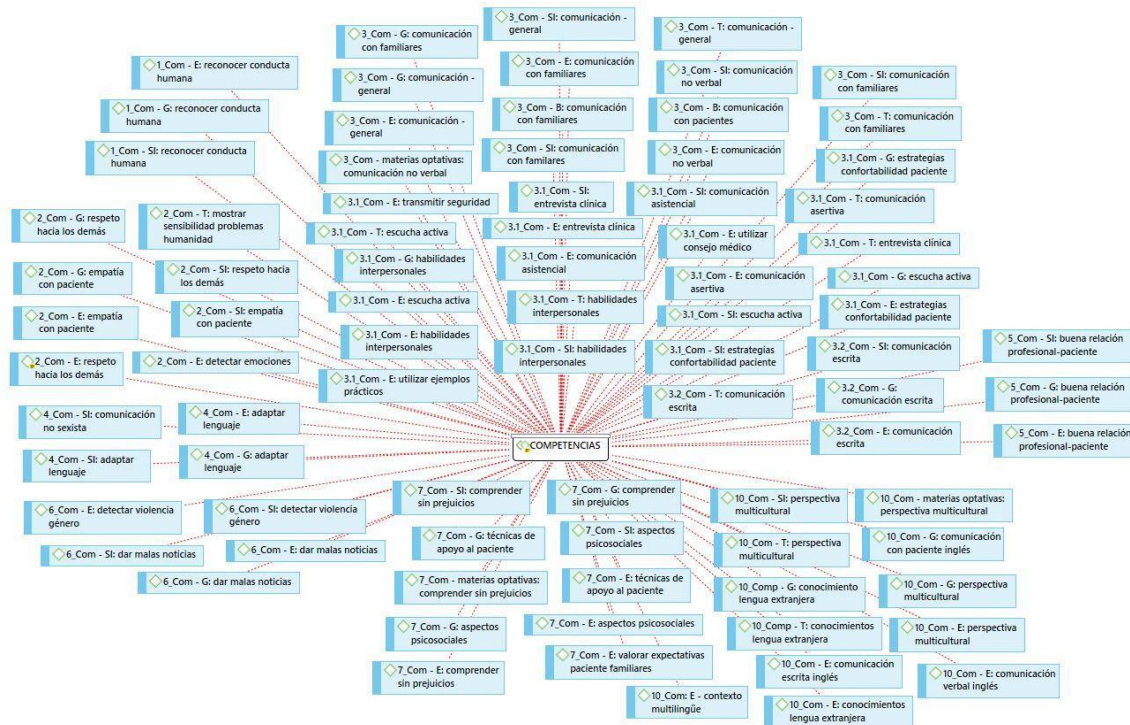 3_Com - SI: comunicación -
general
3_Com - G: comunicación
con familiares
3_Com - T: comunicación -
general
1_Com - E: reconocer conducta
humana
3_Com - G: comunicación -
general
3_Com - E: comunicación
con familiares
3_Com - SI: comunicación
no verbal
3_Com - SI: comunicación
con familiares
1_Com - G: reconocer conducta
humana
3_Com - E: comunicación -
general
3_Com - B: comunicación
con familiares
3_Com - B: comunicación
con pacientes
3_Com - T: comunicación
con familiares
1_Com - SI: reconocer conducta
humana
3_Com - materias optativas:
comunicación no verbal
3_Com - SI: comunicación
con familares
3_Com - E: comunicación
no verbal
3.1_Com - G: estrategias
confortabilidad paciente
3.1_Com - E: transmitir seguridad
3.1_Com - SI:
entrevista clínica
3.1_Com - SI: comunicación
asistencial
3.1_Com - T: comunicación
asertiva
2_Com - G: respeto
hacia los demás
2_Com - T: mostrar
sensibilidad problemas
humanidad
3.1_Com - T: escucha activa
3.1_Com - E: entrevista clínica
3.1_Com - E: utilizar
consejo médico
3.1_Com - T: entrevista clínica
3.1_Com - G: habilidades
interpersonales
3.1_Com - E: comunicación
asistencial
2_Com - G: empatía
con paciente
2_Com - SI: respeto hacia
los demás
3.1_Com - E: comunicación
asertiva
3.1_Com - G: escucha activa
3.1_Com - E: escucha activa
3.1_Com - T: habilidades
interpersonales
3.1_Com - E: estrategias
confortabilidad paciente
2_Com - E: empatía
con paciente
2_Com - SI: empatía
con paciente
3.1_Com - SI: escucha activa
3.1_Com - E: habilidades
interpersonales
3.1_Com - SI: habilidades
interpersonales
3.1_Com - SI: estrategias
confortabilidad paciente
3.2_Com - SI: comunicación
escrita
5_Com - SI: buena relación
profesional-paciente
2_Com - E: respeto
hacia los demás
2_Com - E: detectar emociones
3.1_Com - E: utilizar ejemplos
prácticos
3.2_Com - T: comunicación
escrita
3.2_Com - G:
comunicación escrita
5_Com - G: buena relación
profesional-paciente
4_Com - SI: comunicación
no sexista
4_Com - E: adaptar
lenguaje
3.2_Com - E: comunicación
escrita
5_Com - E: buena relación
profesional-paciente
COMPETENCIAS
4_Com - SI: adaptar
lenguaje
4_Com - G: adaptar
lenguaje
7_Com - SI: comprender
sin prejuicios
7_Com - G: comprender
sin prejuicios
10_Com - SI: perspectiva
multicultural
10_Com - materias optativas:
perspectiva multicultural
6_Com - E: detectar violencia
género
6_Com - SI: detectar violencia
género
7_Com - G: técnicas de
apoyo al paciente
7_Com - SI: aspectos
psicosociales
10_Com - T: perspectiva
multicultural
10_Com - G: comunicación
con paciente inglés
6_Com - SI: dar malas noticias
6_Com - E: dar malas noticias
6_Com - G: dar malas noticias
7_Com - materias optativas:
comprender sin prejuicios
7_Com - E: técnicas de
apoyo al paciente
10_Comp - G: conocimiento
lengua extranjera
10_Com - G: perspectiva
multicultural
7_Com - G: aspectos
psicosociales
7_Com - E: aspectos psicosociales
10_Comp - T: conocimientos
lengua extranjera
10_Com - E: perspectiva
multicultural
7_Com - E: comprender
sin prejuicios
7_Com - E: valorar expectativas
paciente familiares
10_Com - E: comunicación
escrita inglés
10_Com - E: comunicación
verbal inglés
10_Com: E - contexto
multilingüe
10_Com - E: conocimientos
lengua extranjera